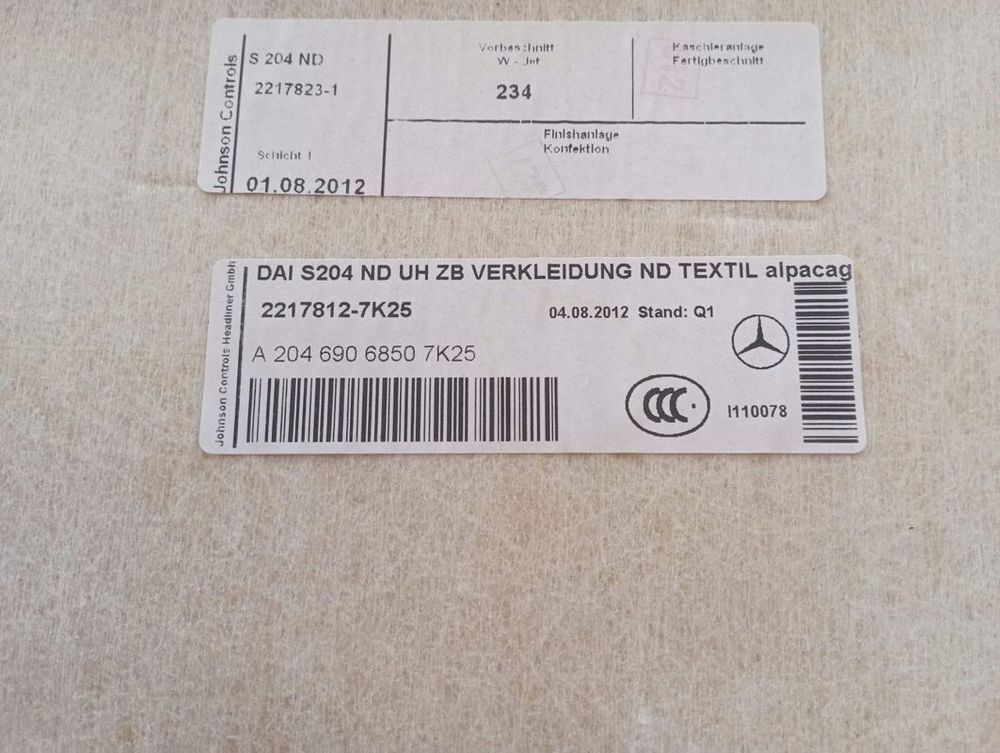 Johnson Controls
S 204 ND
2217823-1
Schicht I
01.08.2012
Vorbeschnitt
W - Jet
234
Kaschieranlage
Fertigbeschnitt
Finishanlage
Konfektion
Johnson Controls Headliner Gmbh
DAI S204 ND UH ZB VERKLEIDUNG ND TEXTIL alpacag
2217812-7K25
04.08.2012 Stand: Q1
A 204 690 6850 7K25
CCC
I110078